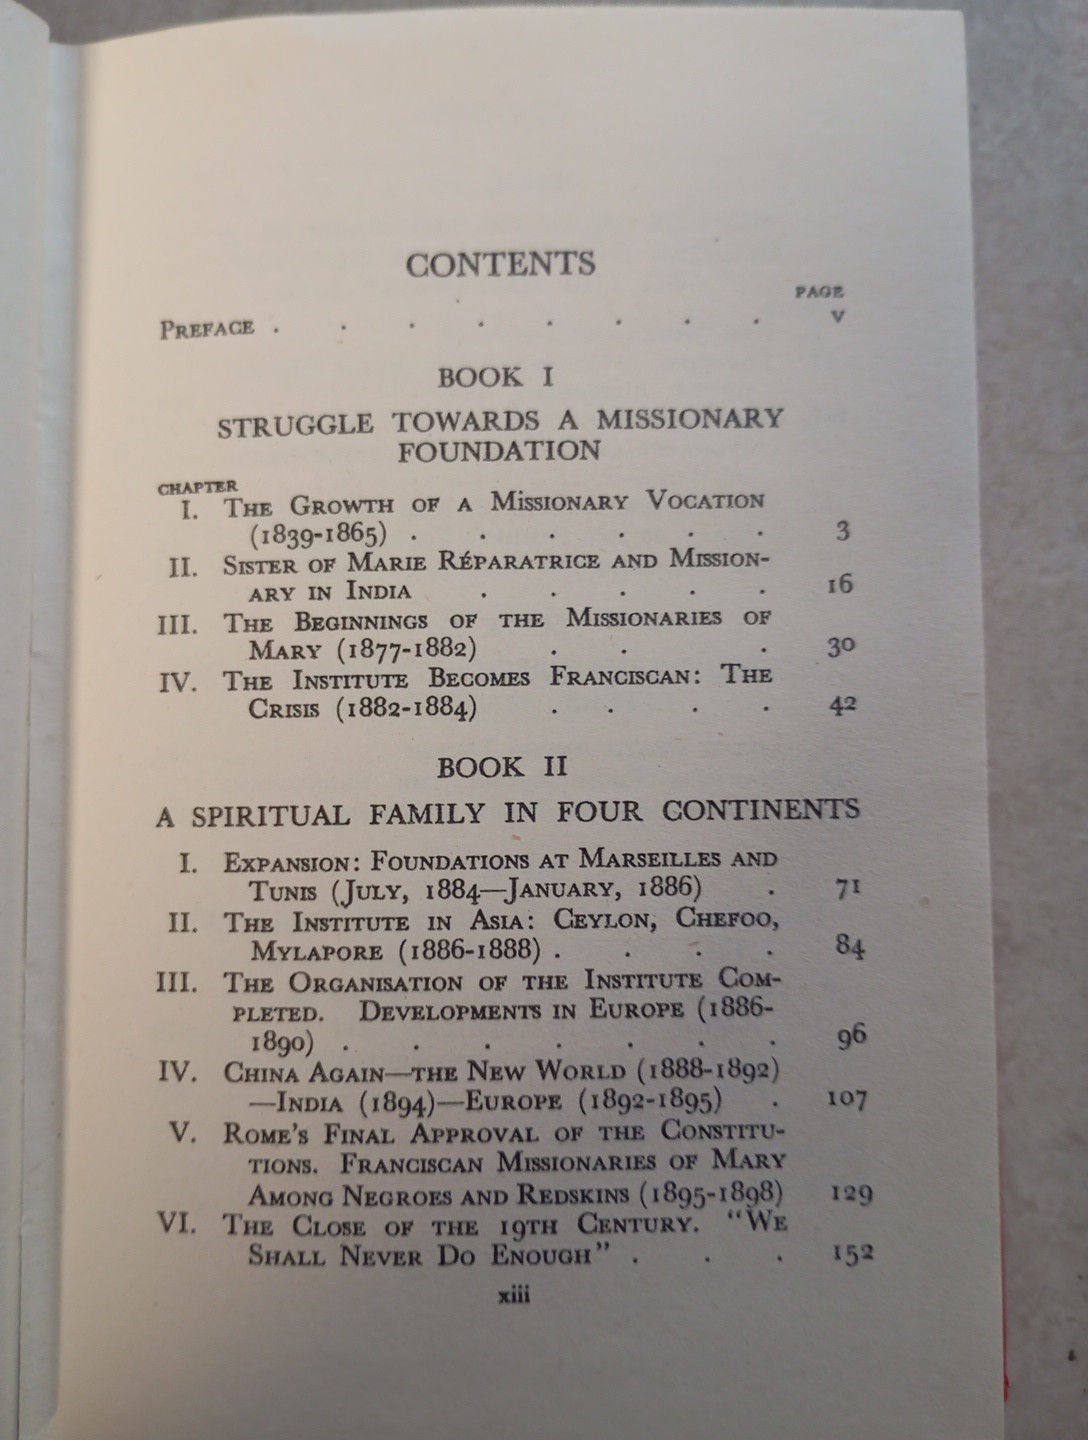 CONTENTS
PAGE
PREFACE . . . . . . . . v
BOOK I
STRUGGLE TOWARDS A MISSIONARY
FOUNDATION
CHAPTER
I. THE GROWTH OF A MISSIONARY VOCATION
(1839-1865) . . . . . . 3
II. SISTER OF MARIE RÉPARATRICE AND MISSION-
ARY IN INDIA . . . . . 16
III. THE BEGINNINGS OF THE MISSIONARIES OF
MARY (1877-1882) . . . 30
IV. THE INSTITUTE BECOMES FRANCISCAN: THE
CRISIS (1882-1884) . . . . 42
BOOK II
A SPIRITUAL FAMILY IN FOUR CONTINENTS
I. EXPANSION: FOUNDATIONS AT MARSEILLES AND
TUNIS (JULY, 1884—JANUARY, 1886) . 71
II. THE INSTITUTE IN ASIA: CEYLON, CHEFOO,
MYLAPORE (1886-1888) . . . . 84
III. THE ORGANISATION OF THE INSTITUTE COM-
PLETED. DEVELOPMENTS IN EUROPE (1886-
1890) . . . . . . . 96
IV. CHINA AGAIN—THE NEW WORLD (1888-1892)
—INDIA (1894)—EUROPE (1892-1895) . 107
V. ROME'S FINAL APPROVAL OF THE CONSTITU-
TIONS. FRANCISCAN MISSIONARIES OF MARY
AMONG NEGROES AND REDSKINS (1895-1898) 129
VI. THE CLOSE OF THE 19TH CENTURY. "WE
SHALL NEVER DO ENOUGH" . . . 152
xiii